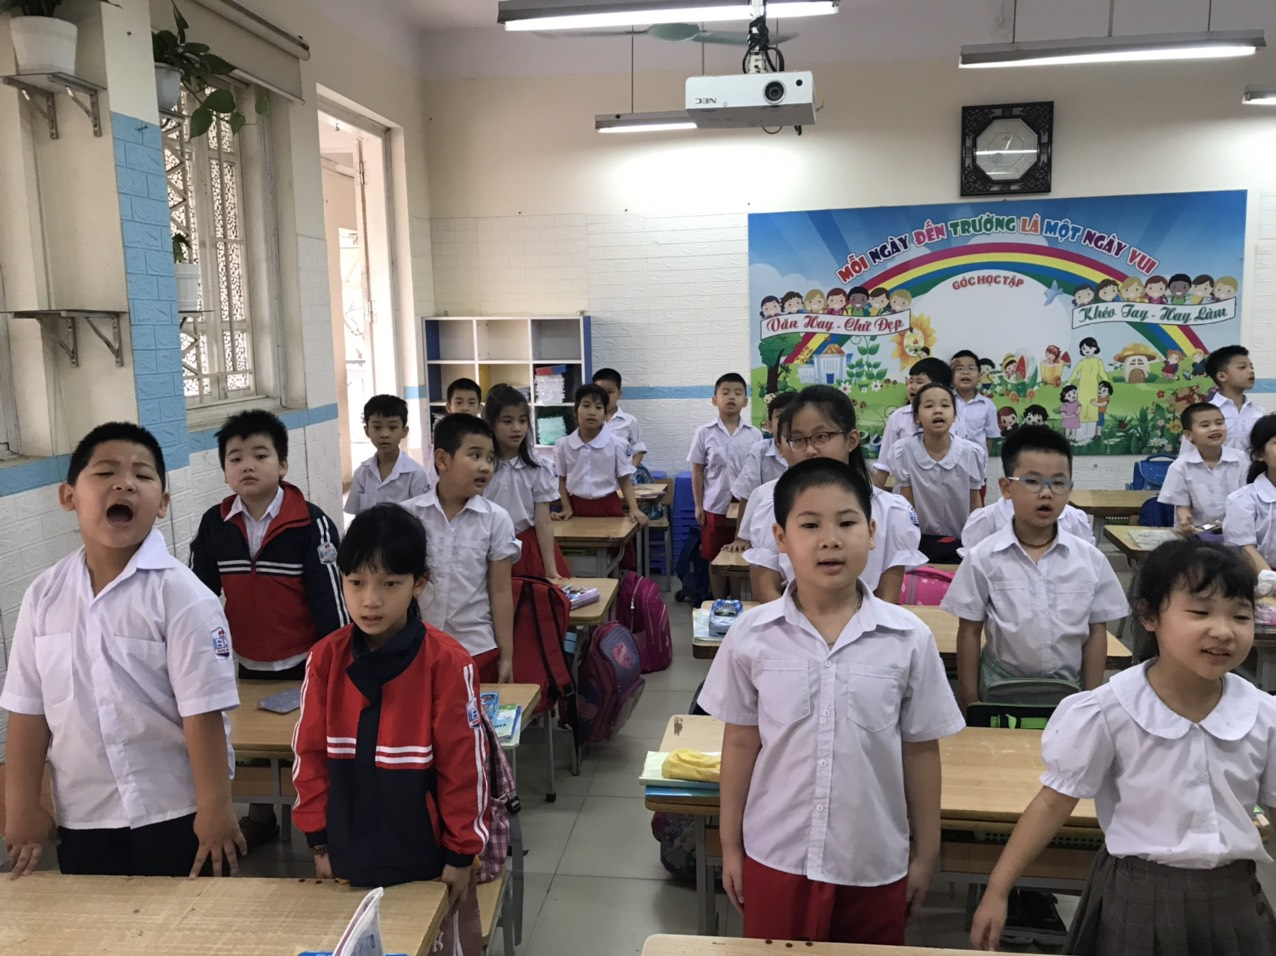 NEC
MỖI NGÀY ĐẾN TRƯỜNG LÀ MỘT NGÀY VUI
GÓC HỌC TẬP
Văn Hay - Chữ Đẹp
Khéo Tay - Hay Làm